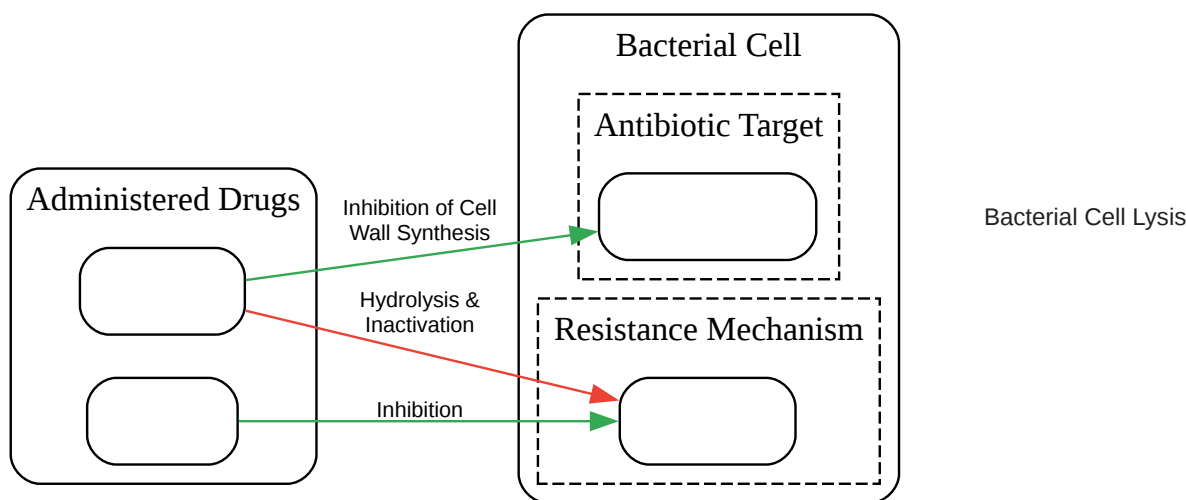 Bacterial Cell
Antibiotic Target
Administered Drugs
Inhibition of Cell
Wall Synthesis
Bacterial Cell Lysis
Hydrolysis &
Inactivation
Resistance Mechanism
Inhibition